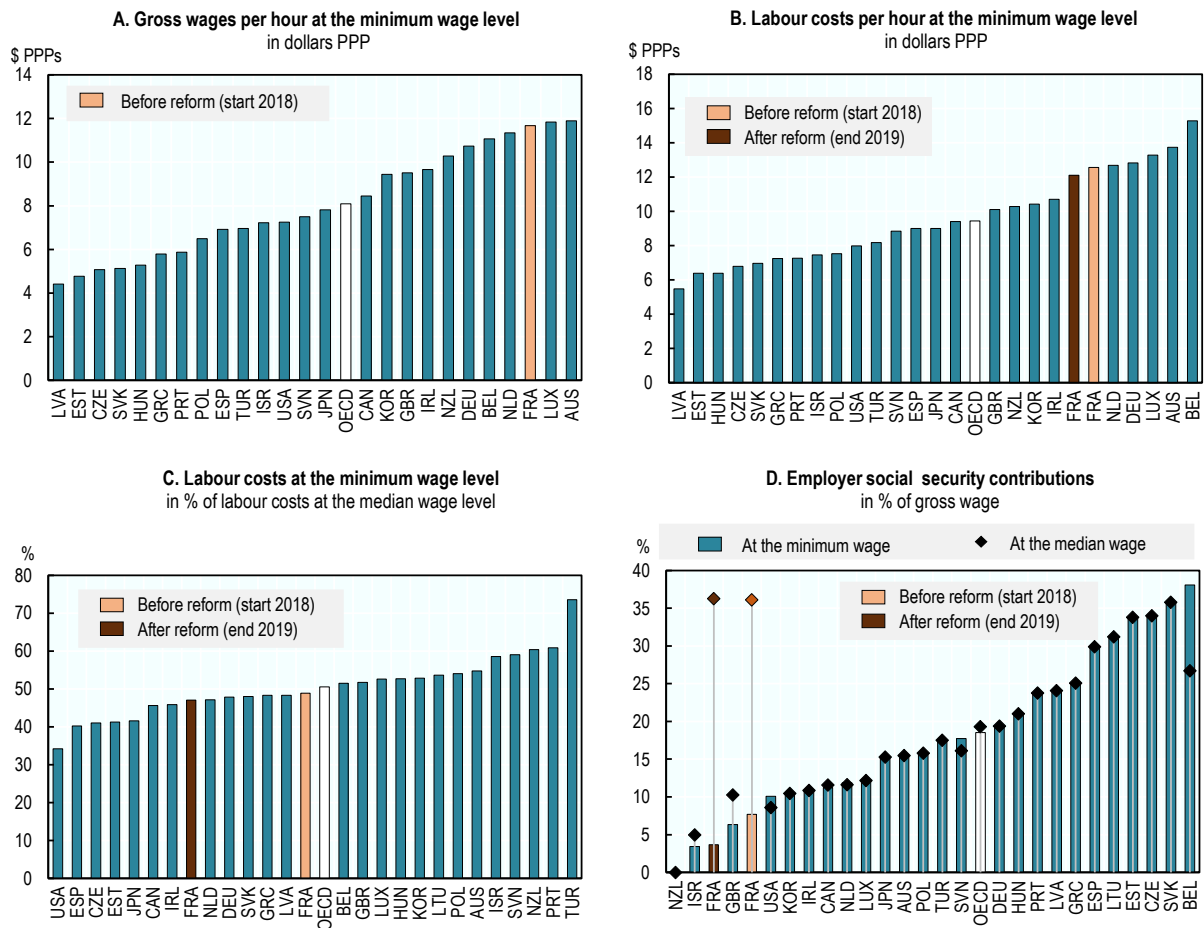 A. Gross wages per hour at the minimum wage level
in dollars PPP
$ PPPs
14
12
10
8
6
4
2
0
Before reform (start 2018)
LVA EST CZE SVK HUN GRC PRT POL ESP TUR ISR USA SVN JPN OECD CAN KOR GBR IRL NZL DEU BEL NLD FRA LUX AUS
B. Labour costs per hour at the minimum wage level
in dollars PPP
$ PPPs
18
16
14
12
10
8
6
4
2
0
Before reform (start 2018)
After reform (end 2019)
LVA EST HUN CZE SVK GRC PRT ISR POL USA TUR SVN ESP JPN CAN OECD GBR NZL KOR IRL FRA FRA NLD DEU LUX AUS BEL
C. Labour costs at the minimum wage level
in % of labour costs at the median wage level
%
80
70
60
50
40
30
20
10
0
Before reform (start 2018)
After reform (end 2019)
USA ESP CZE EST JPN CAN IRL FRA NLD DEU SVK GRC LVA FRA OECD BEL GBR LUX HUN KOR LTU POL AUS ISR SVN NZL PRT TUR
D. Employer social security contributions
in % of gross wage
%
At the minimum wage
At the median wage
40
35
30
25
20
15
10
5
0
Before reform (start 2018)
After reform (end 2019)
NZL ISR FRA GBR FRA USA KOR IRL CAN NLD LUX JPN AUS POL TUR SVN OECD DEU HUN PRT LVA GRC ESP LTU EST CZE SVK BEL